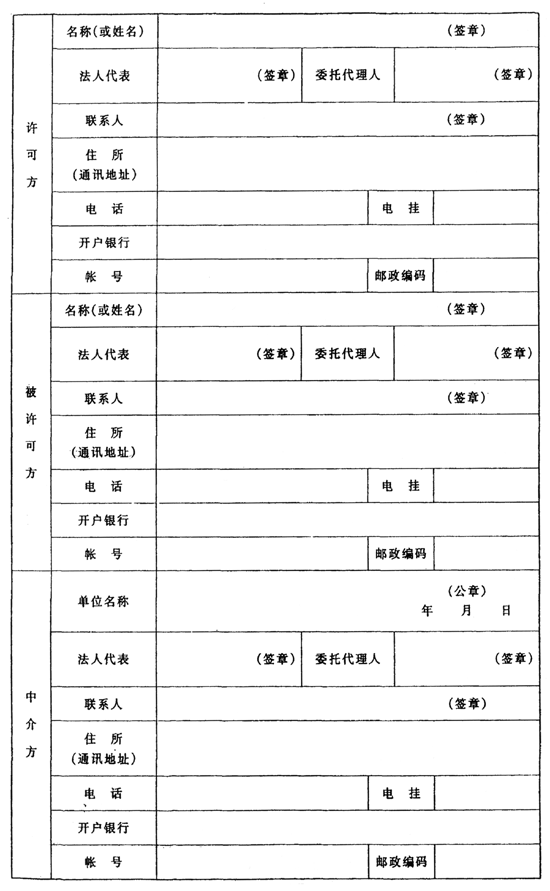 许可方
名称(或姓名) (签章)
法人代表 (签章) 委托代理人 (签章)
联系人 (签章)
住 所
(通讯地址)
电 话 电 挂
开户银行
帐 号 邮政编码
被许可方
名称(或姓名) (签章)
法人代表 (签章) 委托代理人 (签章)
联系人 (签章)
住 所
(通讯地址)
电 话 电 挂
开户银行
帐 号 邮政编码
中介方
单位名称 (公章)
年 月 日
法人代表 (签章) 委托代理人 (签章)
联系人 (签章)
住 所
(通讯地址)
电 话 电 挂
开户银行
帐 号 邮政编码